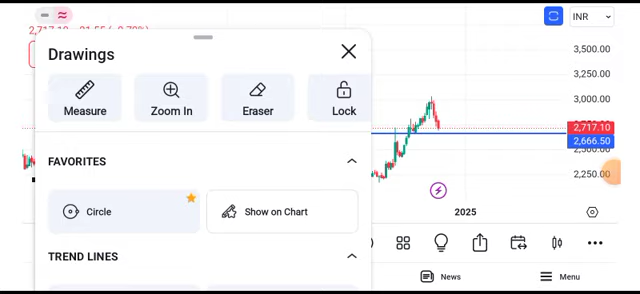 INR
Drawings
Measure
Zoom In
Eraser
Lock
FAVORITES
Circle
Show on Chart
TREND LINES
3,500.00
3,250.00
3,000.00
2,717.10
2,666.50
2,250.00
2025
News
Menu